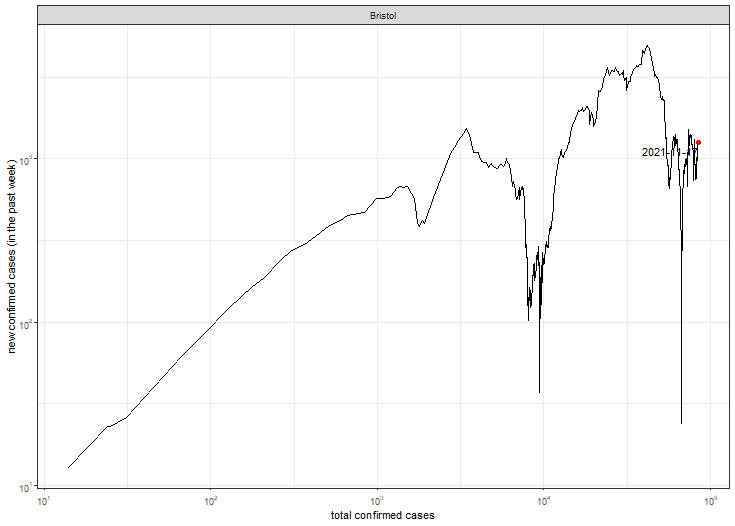 Bristol
new confirmed cases (in the past week)
10³
10²
10¹
10¹
10²
10³
10⁴
10⁵
total confirmed cases